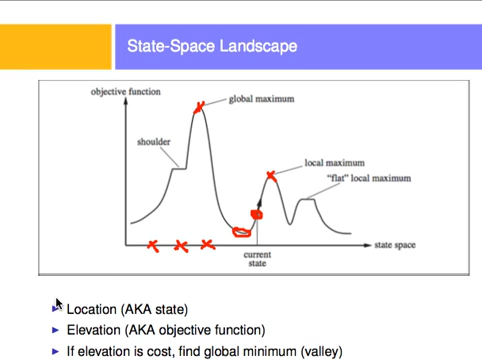 State-Space Landscape
objective function
global maximum
shoulder
local maximum
"flat" local maximum
state space
current
state
Location (AKA state)
Elevation (AKA objective function)
If elevation is cost, find global minimum (valley)